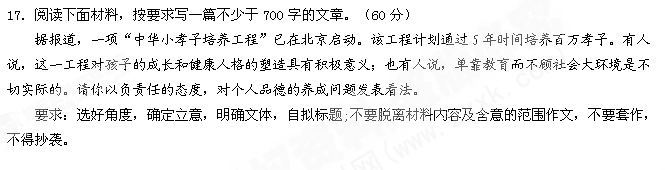 17. 阅读下面材料，按要求写一篇不少于 700 字的文章。（60 分）
据报道，一项“中华小孝子培养工程”已在北京启动。该工程计划通过 5 年时间培养百万孝子。有人
说，这一工程对孩子的成长和健康人格的塑造具有积极意义；也有人说，单靠教育而不顾社会大环境是不
切实际的。请你以负责任的态度，对个人品德的养成问题发表看法。
要求：选好角度，确定立意，明确文体，自拟标题;不要脱离材料内容及含意的范围作文，不要套作，
不得抄袭。